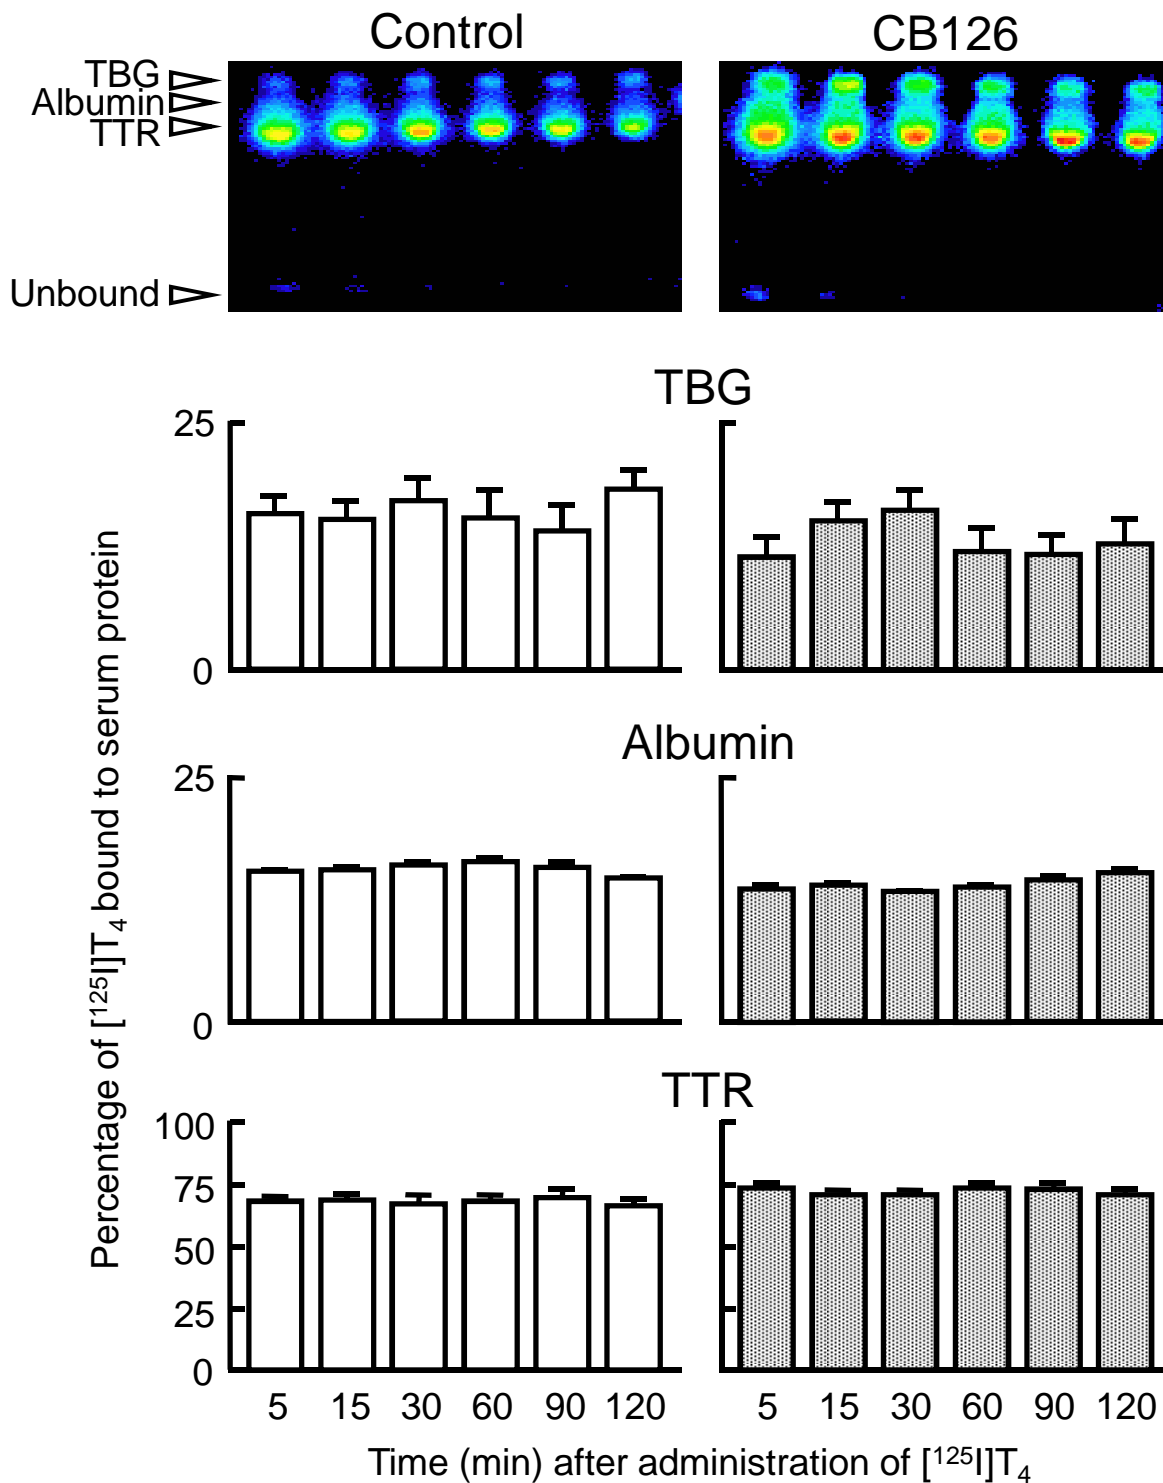 Control CB126
TBG
Albumin
TTR
Unbound
TBG
25
0
Albumin
25
0
TTR
100
75
50
25
0
5 15 30 60 90 120 5 15 30 60 90 120
Percentage of [¹²⁵I]T₄ bound to serum protein
Time (min) after administration of [¹²⁵I]T₄